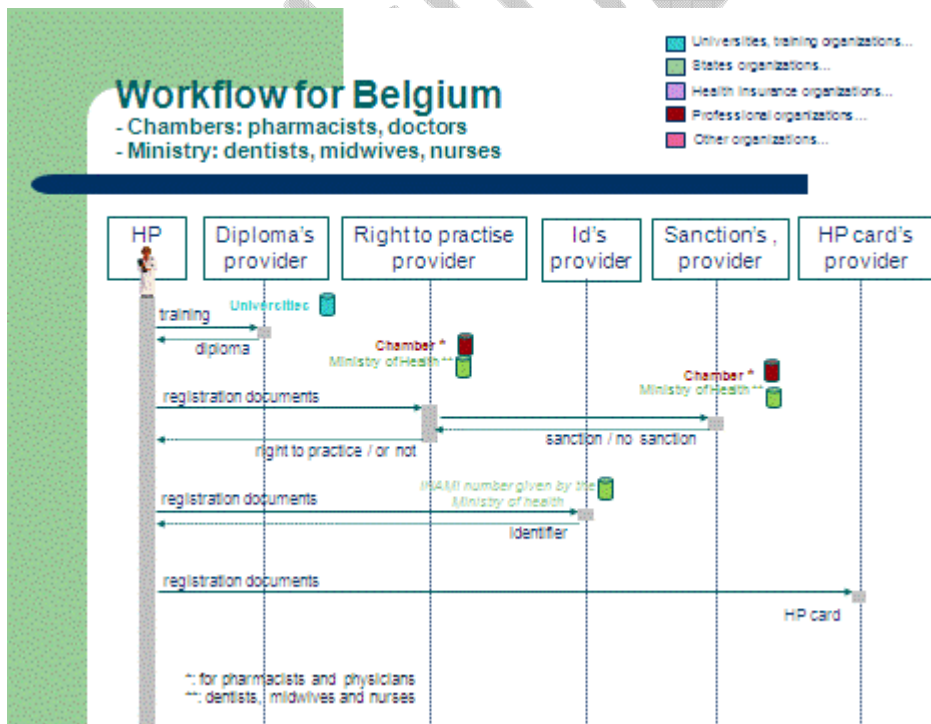 Universities, training organizations...
States organizations...
Health insurance organizations...
Professional organizations...
Other organizations...
Workflow for Belgium
- Chambers: pharmacists, doctors
- Ministry: dentists, midwives, nurses
HP
Diploma's
provider
Right to practise
provider
Id's
provider
Sanction's ,
provider
HP card's
provider
Universities
training
diploma
Chamber *
Ministry of Health **
Chamber *
Ministry of Health **
registration documents
sanction / no sanction
right to practice / or not
INAMI number given by the
Ministry of health
registration documents
Identifier
registration documents
HP card
*: for pharmacists and physicians
**: dentists, midwives and nurses